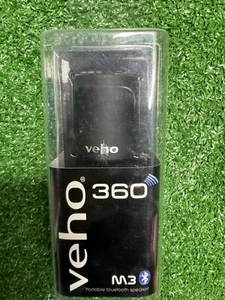 veho
veho® 360
M3
Portable bluetooth speaker